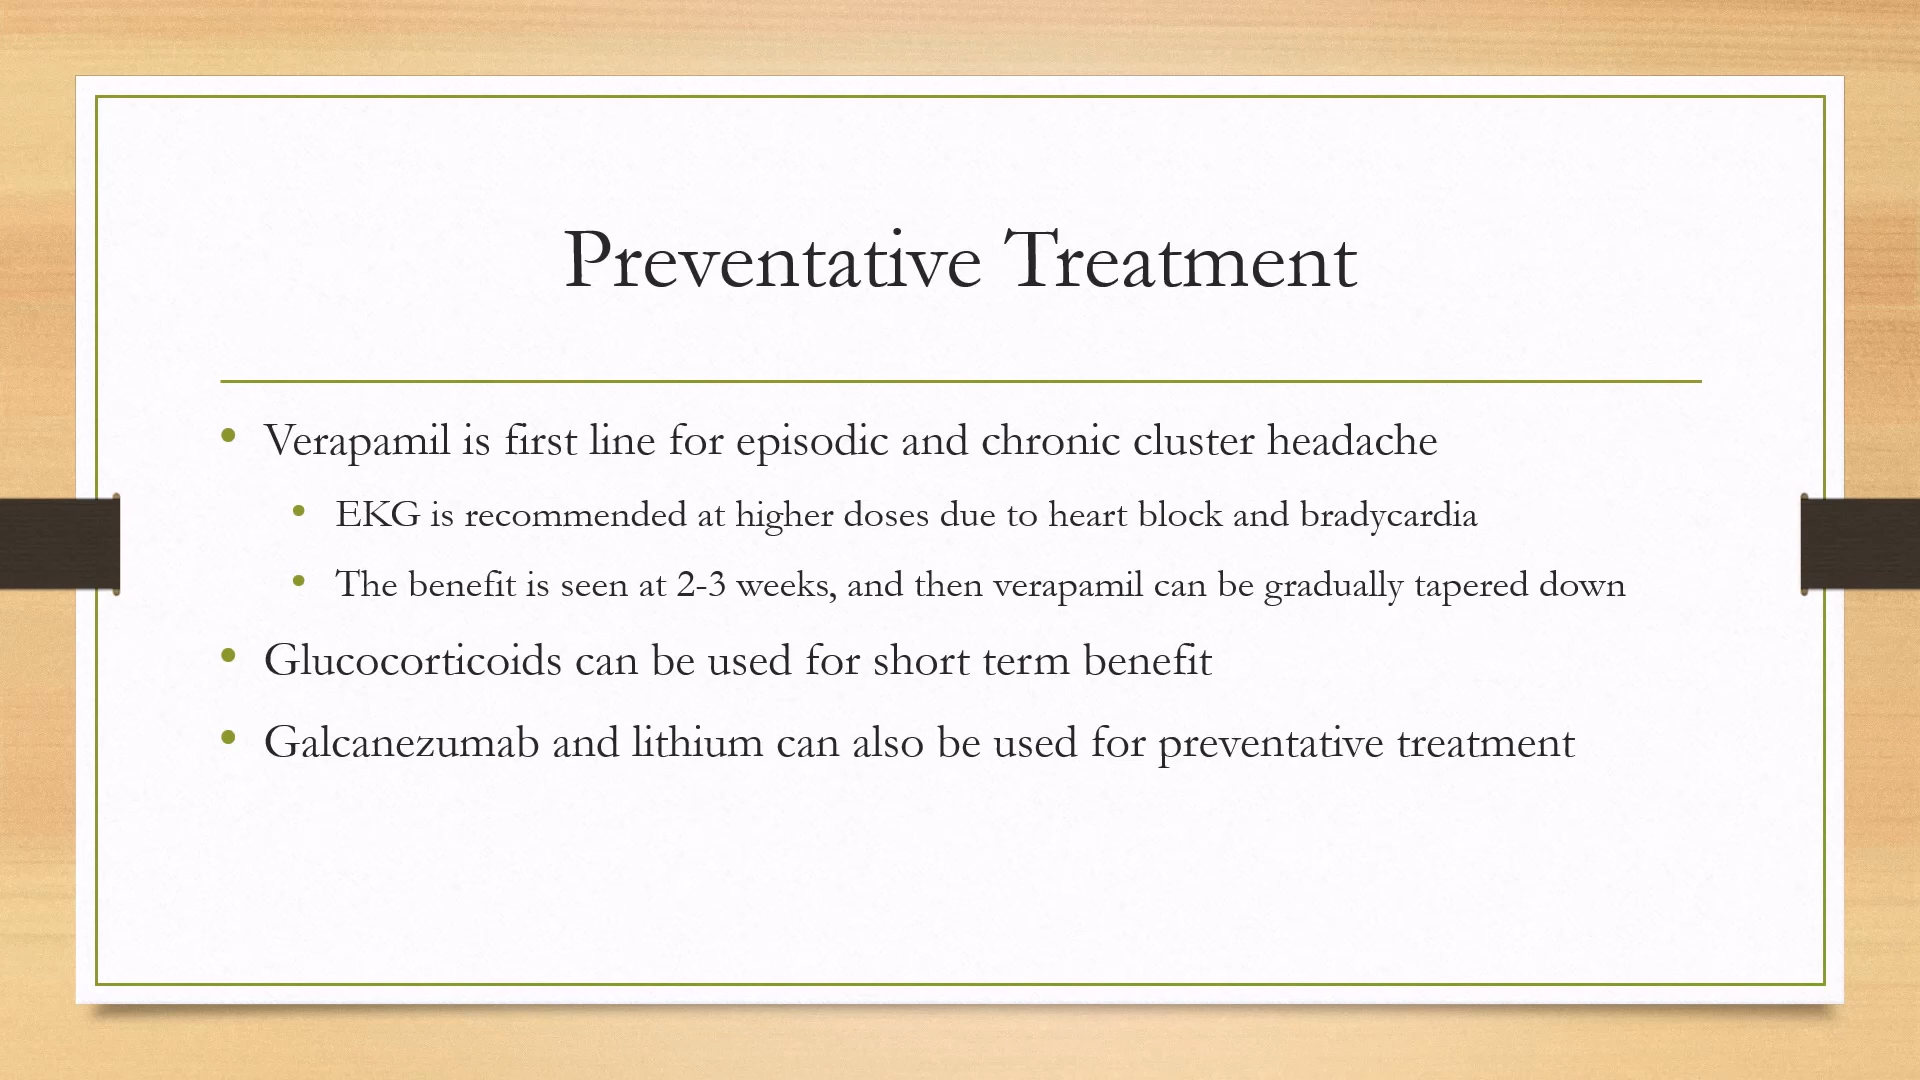 Preventative Treatment
• Verapamil is first line for episodic and chronic cluster headache
• EKG is recommended at higher doses due to heart block and bradycardia
• The benefit is seen at 2-3 weeks, and then verapamil can be gradually tapered down
• Glucocorticoids can be used for short term benefit
• Galcanezumab and lithium can also be used for preventative treatment